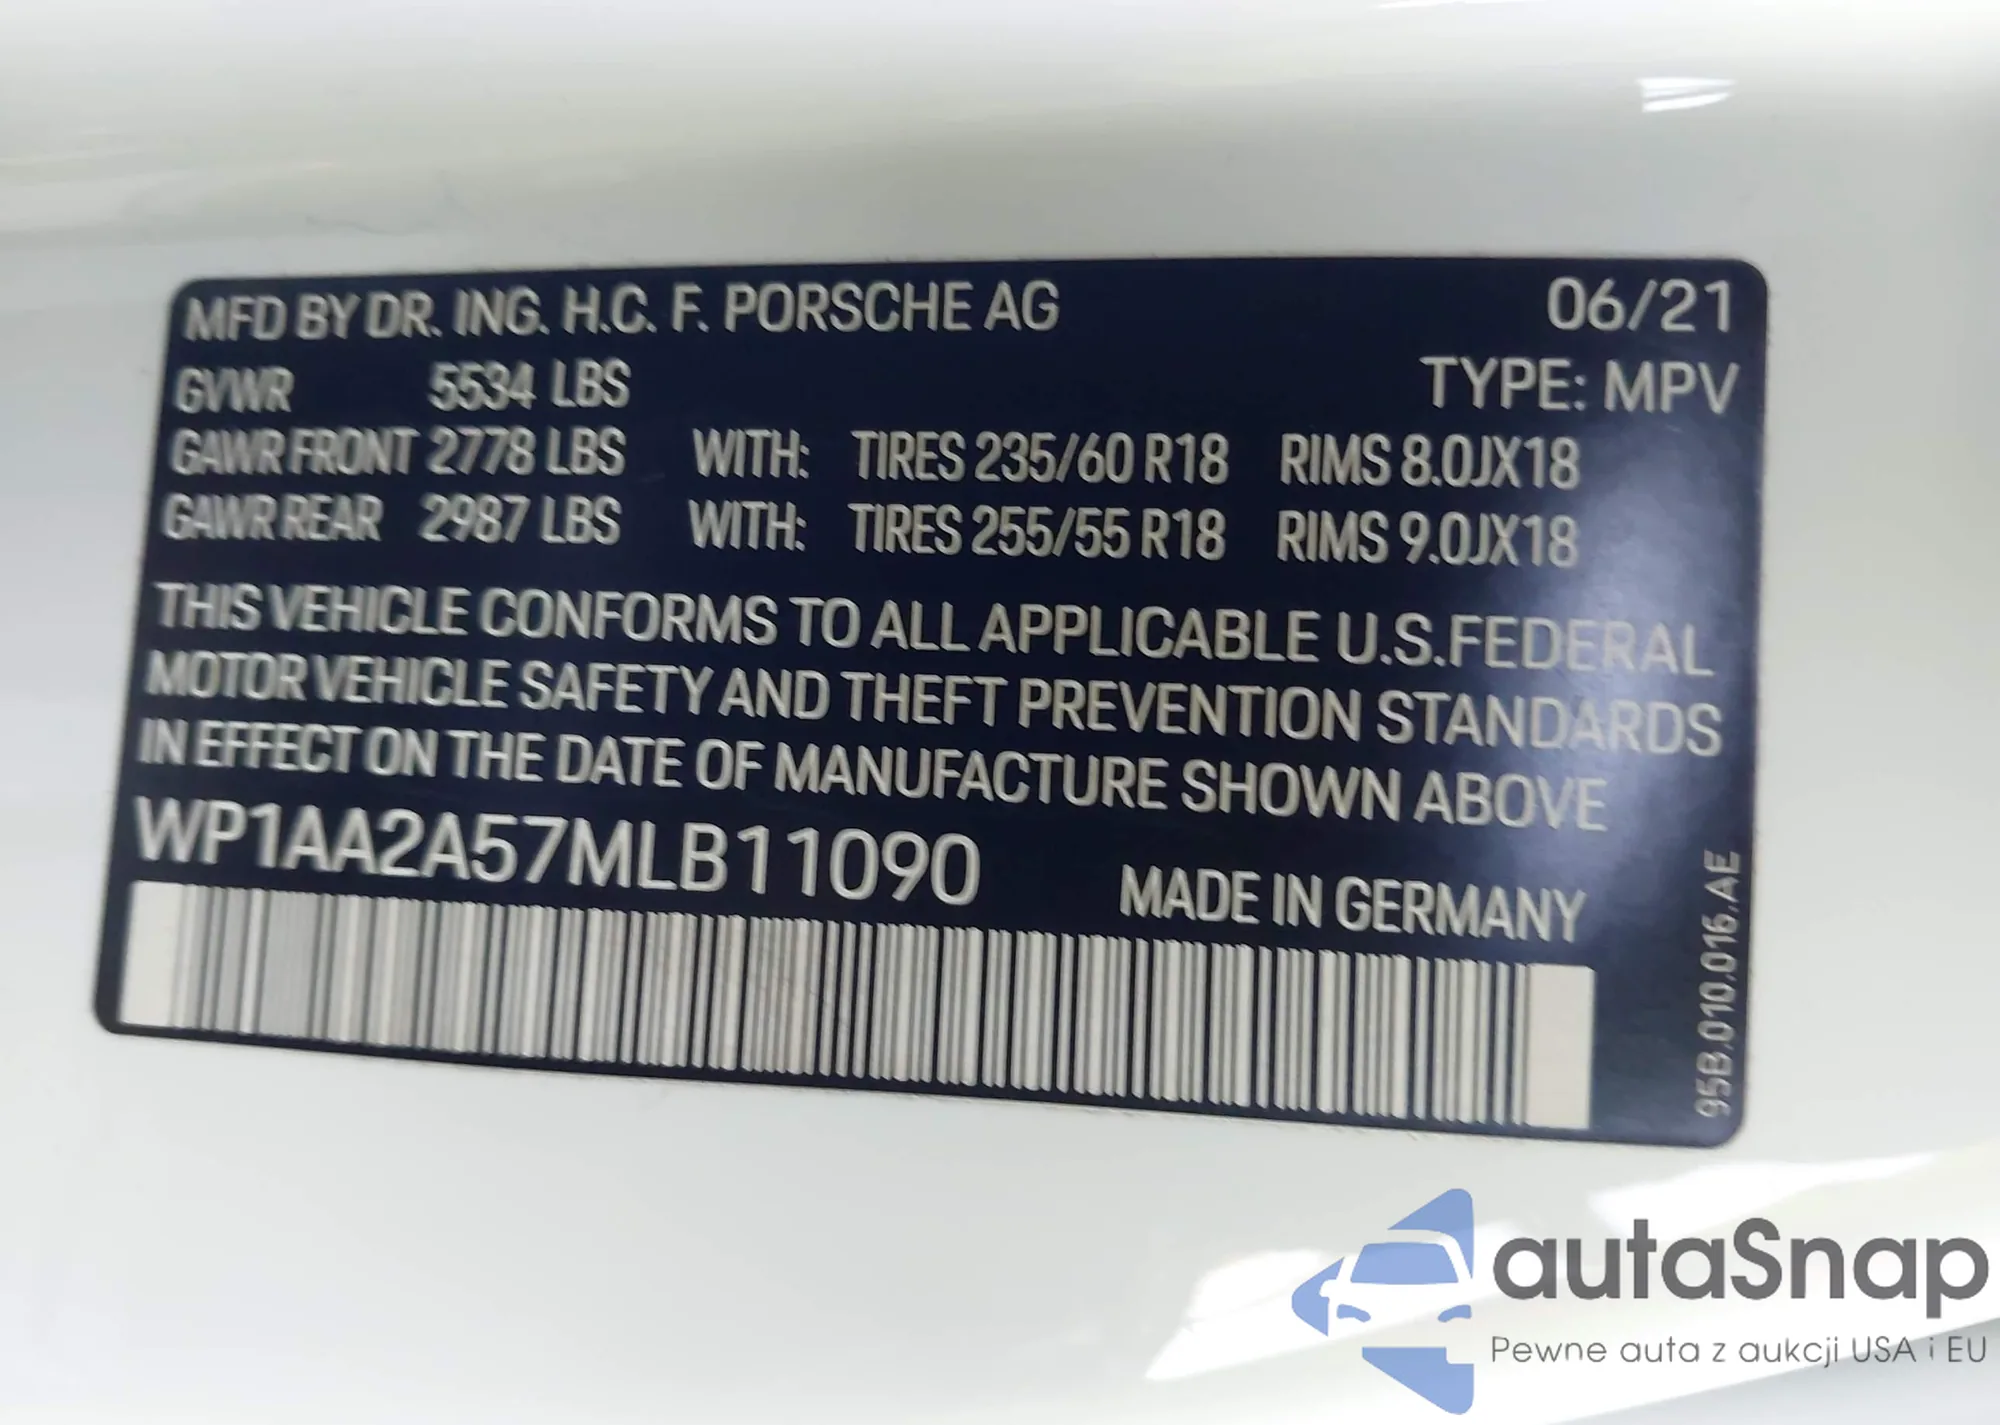 MFD BY DR. ING. H.C. F. PORSCHE AG 06/21
GVWR 5534 LBS TYPE: MPV
GAWR FRONT 2778 LBS WITH: TIRES 235/60 R18 RIMS 8.0JX18
GAWR REAR 2987 LBS WITH: TIRES 255/55 R18 RIMS 9.0JX18
THIS VEHICLE CONFORMS TO ALL APPLICABLE U.S.FEDERAL
MOTOR VEHICLE SAFETY AND THEFT PREVENTION STANDARDS
IN EFFECT ON THE DATE OF MANUFACTURE SHOWN ABOVE
WP1AA2A57MLB11090
MADE IN GERMANY
95B.010.016.AE
autaSnap
Pewne auta z aukcji USA i EU